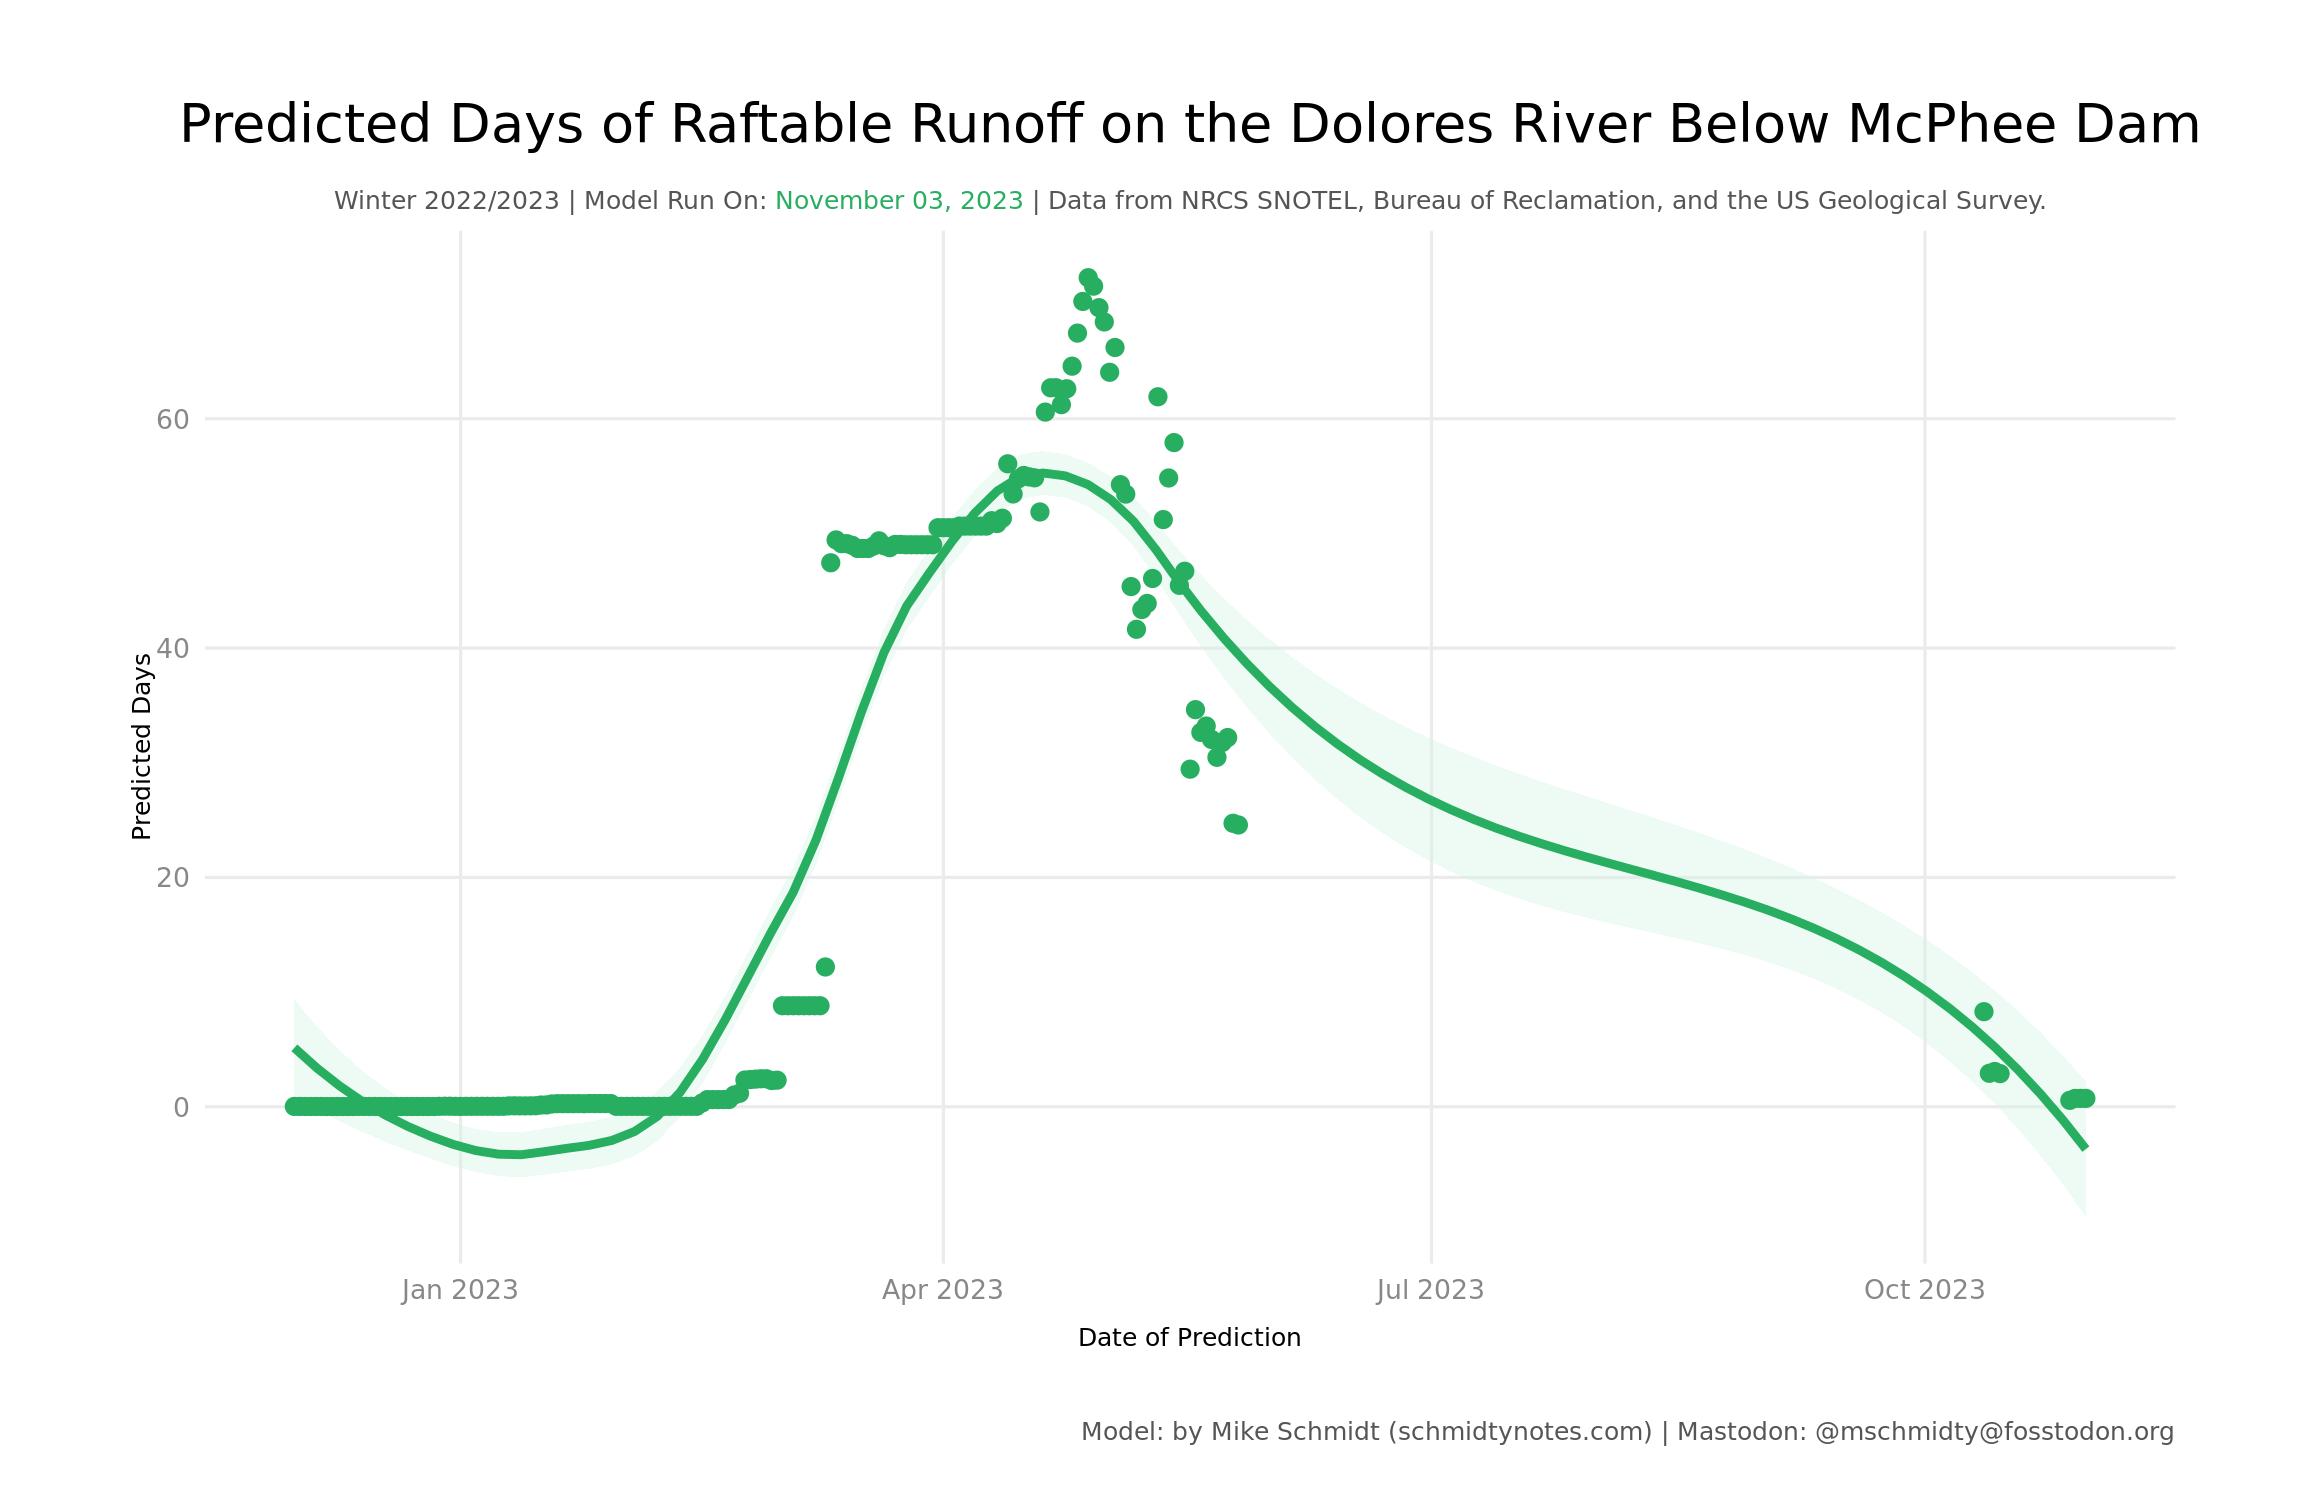 Predicted Days of Raftable Runoff on the Dolores River Below McPhee Dam
Winter 2022/2023 | Model Run On: November 03, 2023 | Data from NRCS SNOTEL, Bureau of Reclamation, and the US Geological Survey.
60
40
20
0
Predicted Days
Jan 2023
Apr 2023
Jul 2023
Oct 2023
Date of Prediction
Model: by Mike Schmidt (schmidtynotes.com) | Mastodon: @mschmidty@fosstodon.org